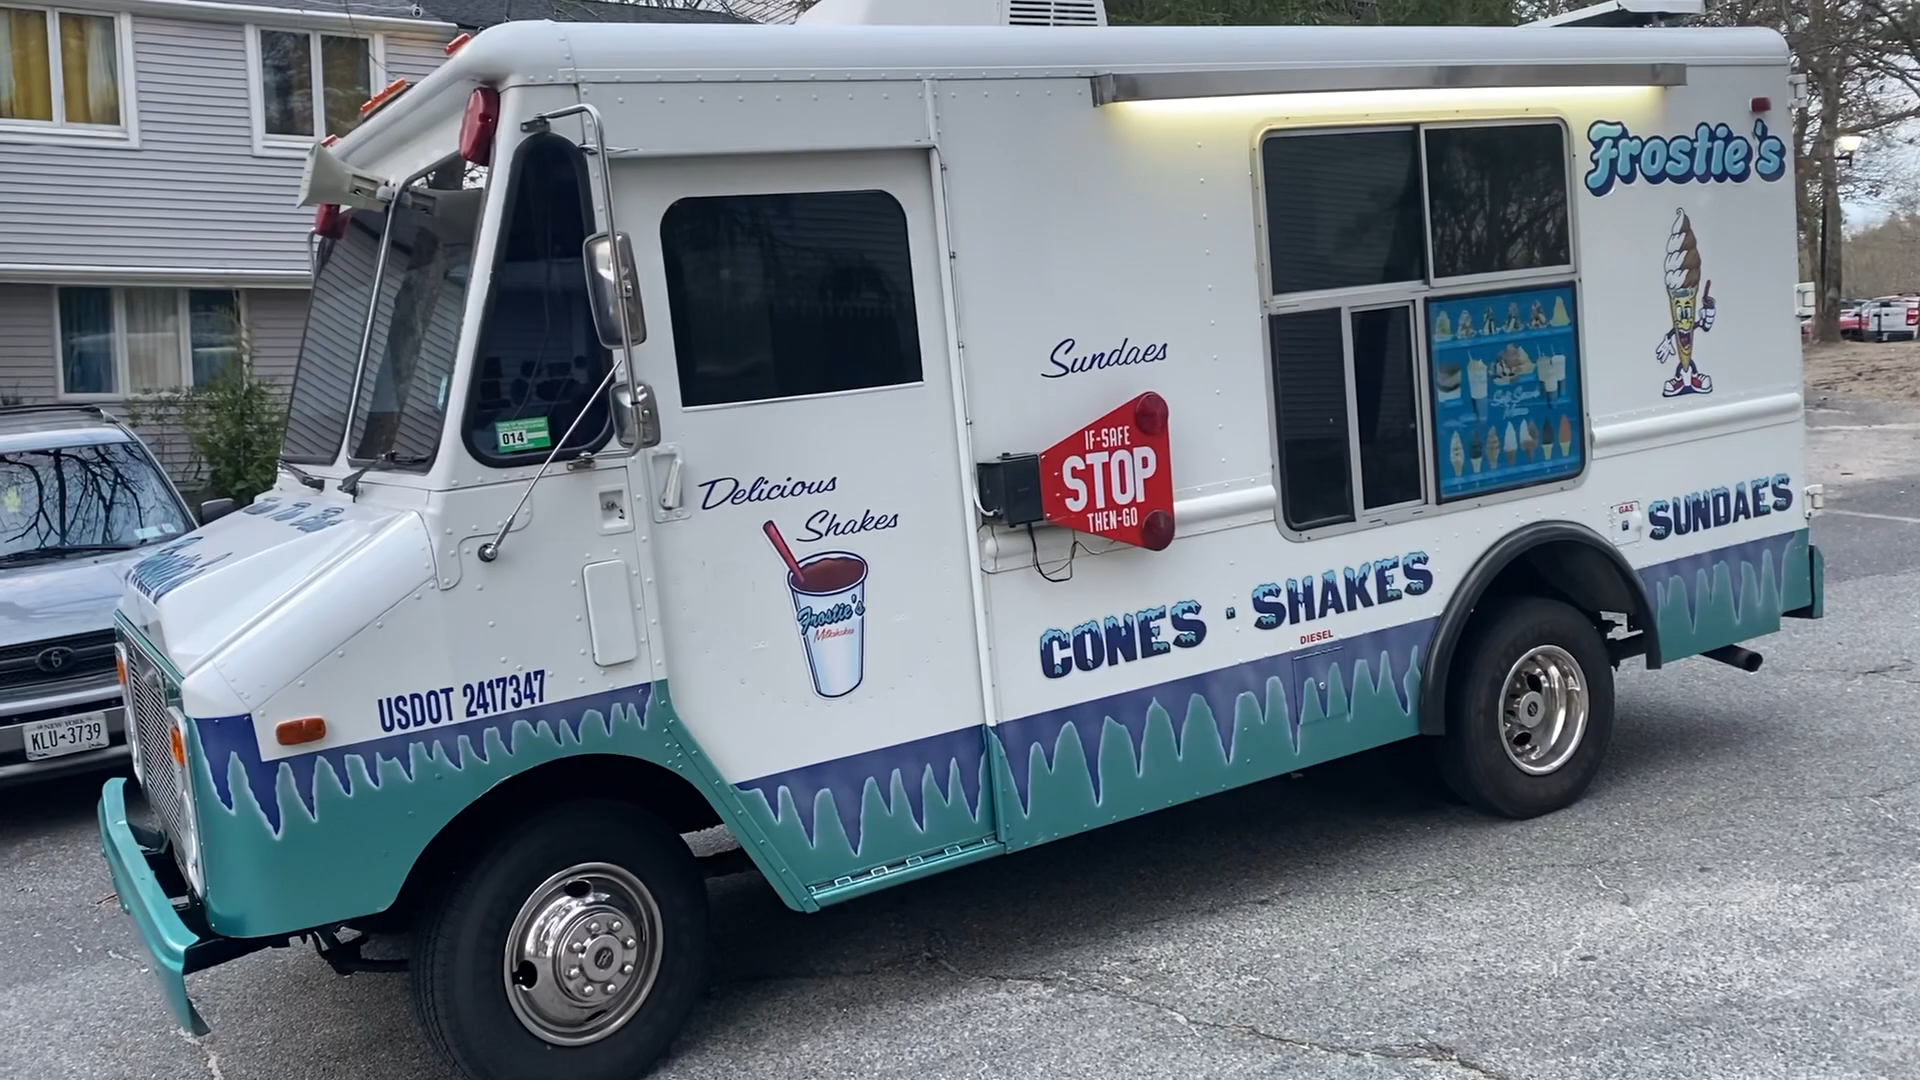 Frostie's
Sundaes
IF-SAFE
STOP
THEN-GO
Delicious
Shakes
Frostie's
Milkshakes
014
GAS
SUNDAES
CONES · SHAKES
DIESEL
USDOT 2417347
NEW YORK
KLU-3739